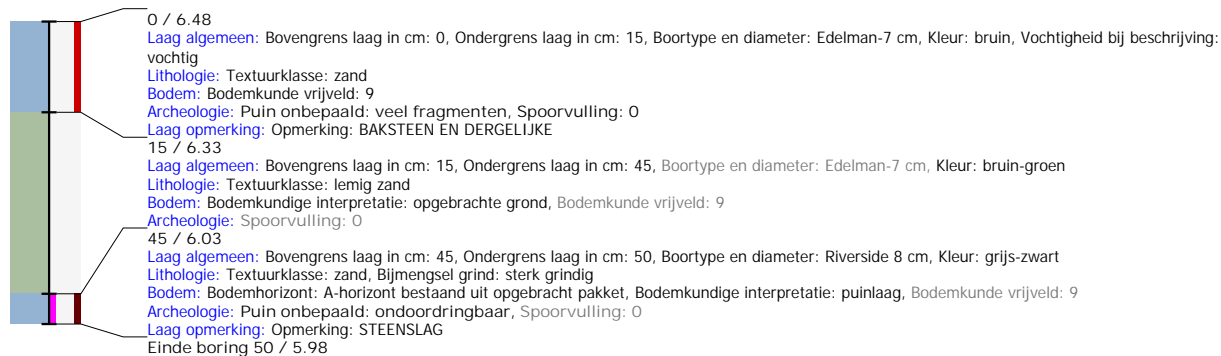 0 / 6.48
Laag algemeen: Bovengrens laag in cm: 0, Ondergrens laag in cm: 15, Boortype en diameter: Edelman-7 cm, Kleur: bruin, Vochtigheid bij beschrijving:
vochtig
Lithologie: Textuurklasse: zand
Bodem: Bodemkunde vrijveld: 9
Archeologie: Puin onbepaald: veel fragmenten, Spoorvulling: 0
Laag opmerking: Opmerking: BAKSTEEN EN DERGELIJKE
15 / 6.33
Laag algemeen: Bovengrens laag in cm: 15, Ondergrens laag in cm: 45, Boortype en diameter: Edelman-7 cm, Kleur: bruin-groen
Lithologie: Textuurklasse: lemig zand
Bodem: Bodemkundige interpretatie: opgebrachte grond, Bodemkunde vrijveld: 9
Archeologie: Spoorvulling: 0
45 / 6.03
Laag algemeen: Bovengrens laag in cm: 45, Ondergrens laag in cm: 50, Boortype en diameter: Riverside 8 cm, Kleur: grijs-zwart
Lithologie: Textuurklasse: zand, Bijmengsel grind: sterk grindig
Bodem: Bodemhorizont: A-horizont bestaand uit opgebracht pakket, Bodemkundige interpretatie: puinlaag, Bodemkunde vrijveld: 9
Archeologie: Puin onbepaald: ondoordringbaar, Spoorvulling: 0
Laag opmerking: Opmerking: STEENSLAG
Einde boring 50 / 5.98